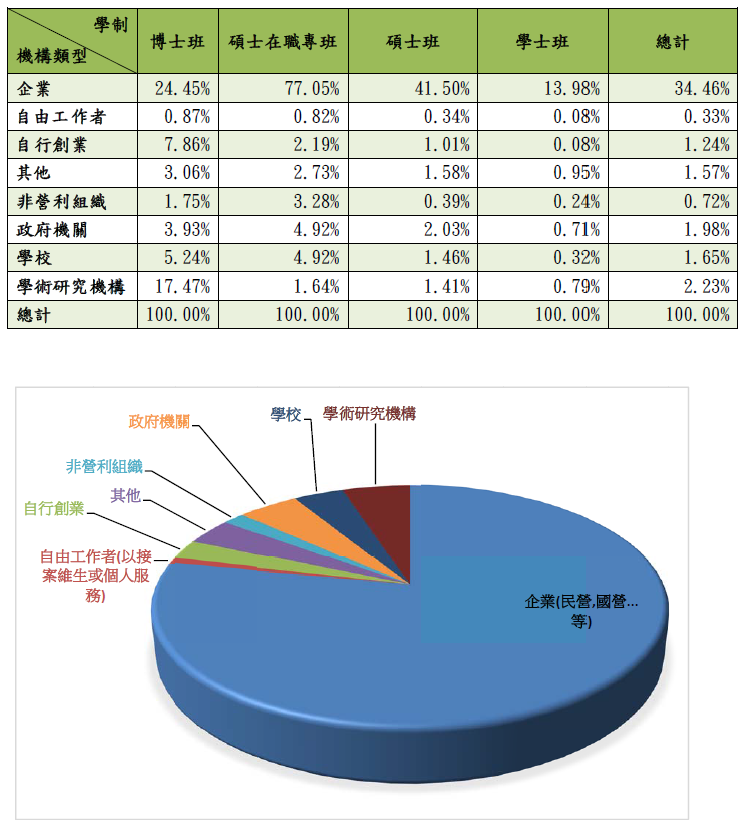 學制
機構類型 博士班 碩士在職專班 碩士班 學士班 總計
企業 24.45% 77.05% 41.50% 13.98% 34.46%
自由工作者 0.87% 0.82% 0.34% 0.08% 0.33%
自行創業 7.86% 2.19% 1.01% 0.08% 1.24%
其他 3.06% 2.73% 1.58% 0.95% 1.57%
非營利組織 1.75% 3.28% 0.39% 0.24% 0.72%
政府機關 3.93% 4.92% 2.03% 0.71% 1.98%
學校 5.24% 4.92% 1.46% 0.32% 1.65%
學術研究機構 17.47% 1.64% 1.41% 0.79% 2.23%
總計 100.00% 100.00% 100.00% 100.00% 100.00%
政府機關
學校
學術研究機構
非營利組織
其他
自行創業
自由工作者(以接
案維生或個人服
務)
企業(民營,國營...
等)